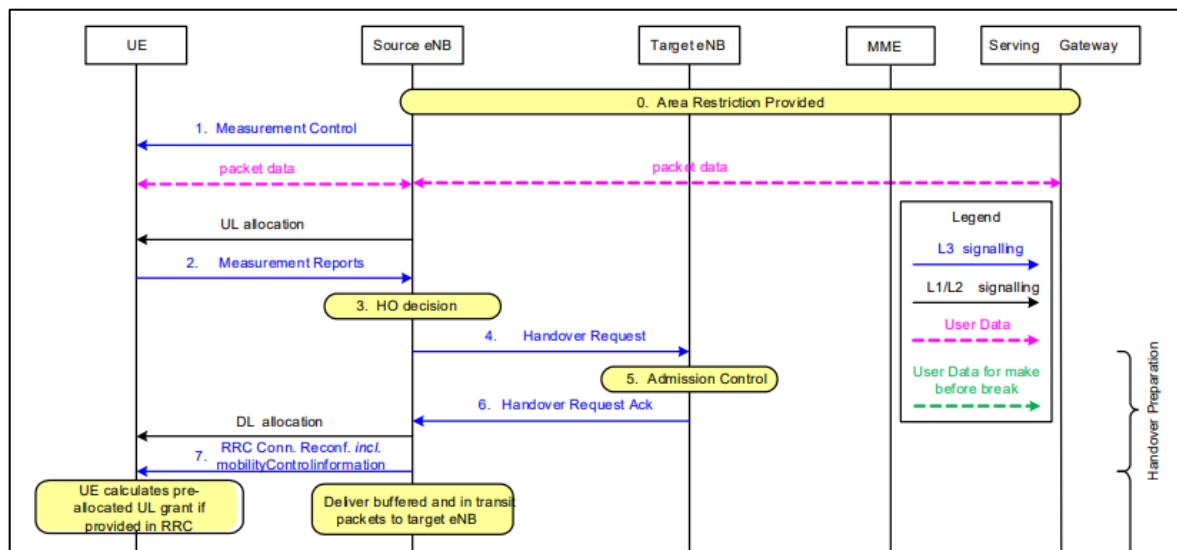 UE
Source eNB
Target eNB
MME
Serving Gateway
0. Area Restriction Provided
1. Measurement Control
packet data
packet data
UL allocation
Legend
L3 signalling
L1/L2 signalling
User Data
User Data for make
before break
2. Measurement Reports
3. HO decision
4. Handover Request
5. Admission Control
6. Handover Request Ack
DL allocation
7. RRC Conn. Reconf. incl.
mobilityControlinformation
UE calculates pre-
allocated UL grant if
provided in RRC
Deliver buffered and in transit
packets to target eNB
Handover Preparation